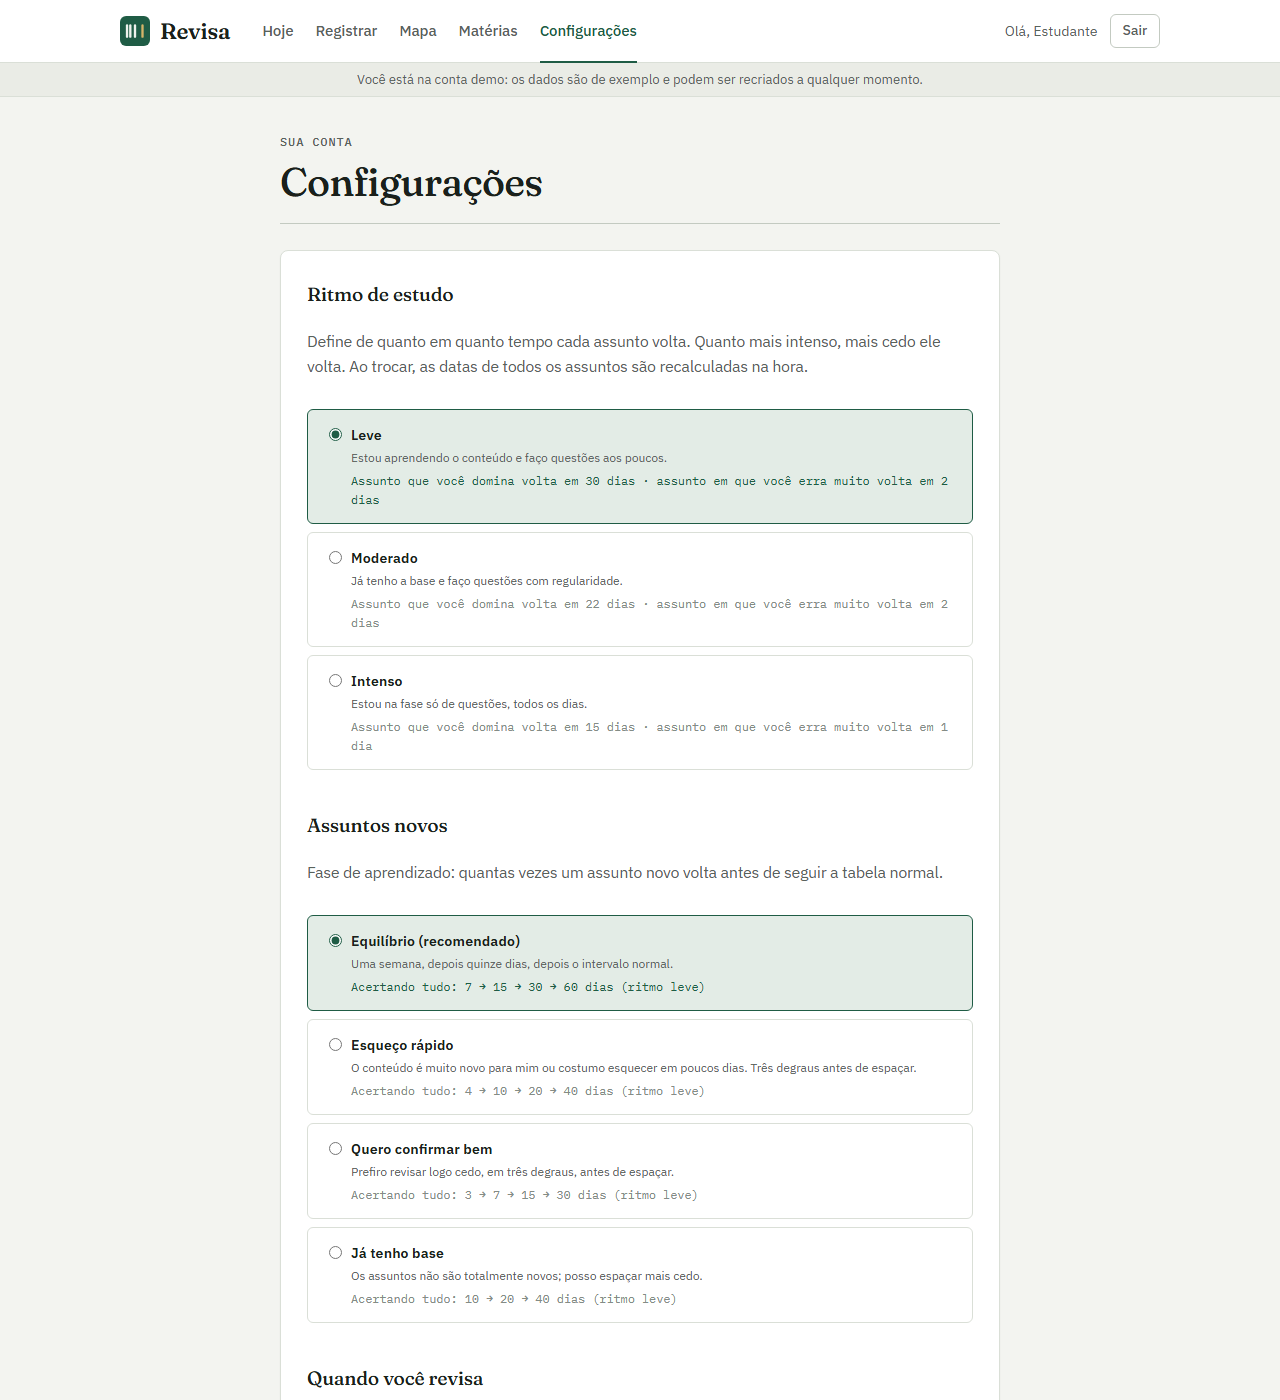 Revisa
Hoje
Registrar
Mapa
Matérias
Configurações
Olá, Estudante
Sair
Você está na conta demo: os dados são de exemplo e podem ser recriados a qualquer momento.
SUA CONTA
Configurações
Ritmo de estudo
Define de quanto em quanto tempo cada assunto volta. Quanto mais intenso, mais cedo ele
volta. Ao trocar, as datas de todos os assuntos são recalculadas na hora.
Leve
Estou aprendendo o conteúdo e faço questões aos poucos.
Assunto que você domina volta em 30 dias · assunto em que você erra muito volta em 2
dias
Moderado
Já tenho a base e faço questões com regularidade.
Assunto que você domina volta em 22 dias · assunto em que você erra muito volta em 2
dias
Intenso
Estou na fase só de questões, todos os dias.
Assunto que você domina volta em 15 dias · assunto em que você erra muito volta em 1
dia
Assuntos novos
Fase de aprendizado: quantas vezes um assunto novo volta antes de seguir a tabela normal.
Equilíbrio (recomendado)
Uma semana, depois quinze dias, depois o intervalo normal.
Acertando tudo: 7 → 15 → 30 → 60 dias (ritmo leve)
Esqueço rápido
O conteúdo é muito novo para mim ou costumo esquecer em poucos dias. Três degraus antes de espaçar.
Acertando tudo: 4 → 10 → 20 → 40 dias (ritmo leve)
Quero confirmar bem
Prefiro revisar logo cedo, em três degraus, antes de espaçar.
Acertando tudo: 3 → 7 → 15 → 30 dias (ritmo leve)
Já tenho base
Os assuntos não são totalmente novos; posso espaçar mais cedo.
Acertando tudo: 10 → 20 → 40 dias (ritmo leve)
Quando você revisa